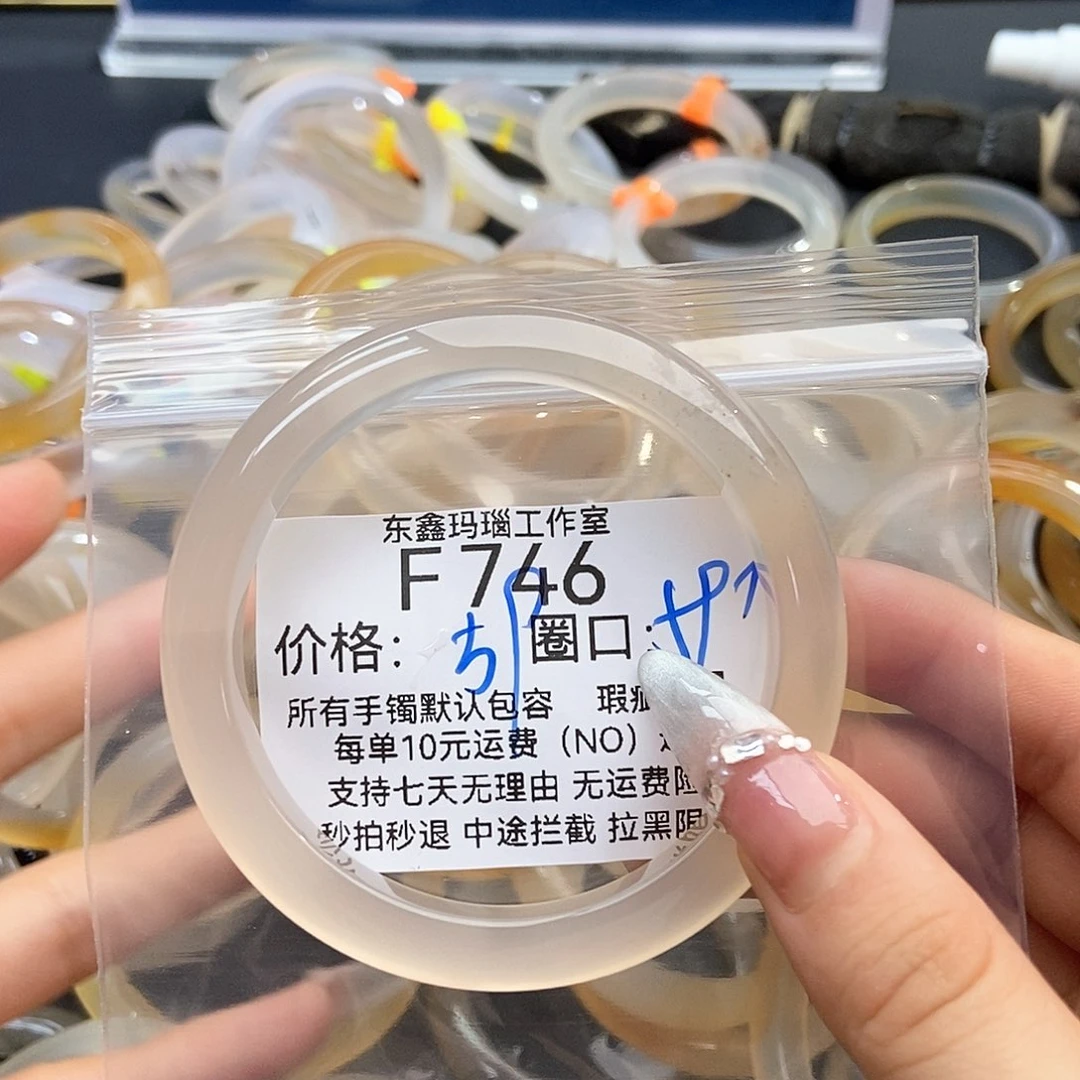 东鑫玛瑙工作室
F746
价格： 圈口：
所有手镯默认包容 瑕疵
每单10元运费（NO）
支持七天无理由 无运费险
秒拍秒退 中途拦截 拉黑